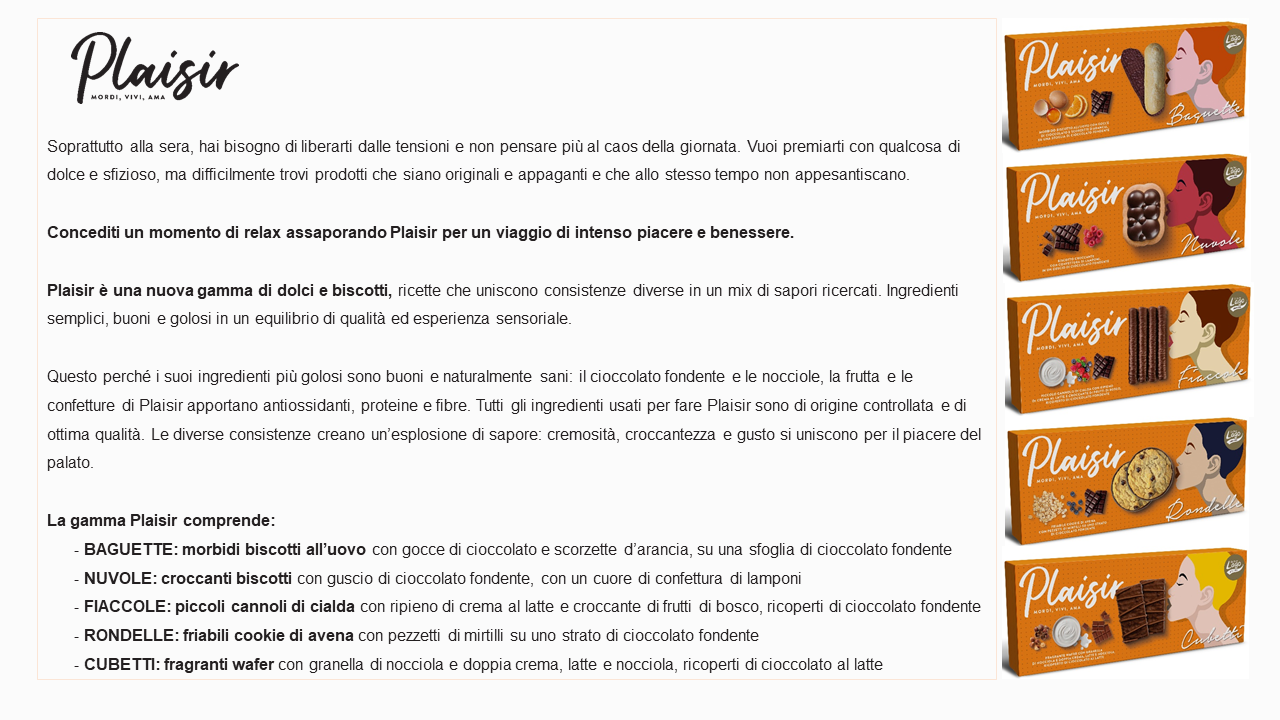 Plaisir
MORDI, VIVI, AMA
Soprattutto alla sera, hai bisogno di liberarti dalle tensioni e non pensare più al caos della giornata. Vuoi premiarti con qualcosa di
dolce e sfizioso, ma difficilmente trovi prodotti che siano originali e appaganti e che allo stesso tempo non appesantiscano.
Concediti un momento di relax assaporando Plaisir per un viaggio di intenso piacere e benessere.
Plaisir è una nuova gamma di dolci e biscotti, ricette che uniscono consistenze diverse in un mix di sapori ricercati. Ingredienti
semplici, buoni e golosi in un equilibrio di qualità ed esperienza sensoriale.
Questo perché i suoi ingredienti più golosi sono buoni e naturalmente sani: il cioccolato fondente e le nocciole, la frutta e le
confetture di Plaisir apportano antiossidanti, proteine e fibre. Tutti gli ingredienti usati per fare Plaisir sono di origine controllata e di
ottima qualità. Le diverse consistenze creano un’esplosione di sapore: cremosità, croccantezza e gusto si uniscono per il piacere del
palato.
La gamma Plaisir comprende:
- BAGUETTE: morbidi biscotti all’uovo con gocce di cioccolato e scorzette d’arancia, su una sfoglia di cioccolato fondente
- NUVOLE: croccanti biscotti con guscio di cioccolato fondente, con un cuore di confettura di lamponi
- FIACCOLE: piccoli cannoli di cialda con ripieno di crema al latte e croccante di frutti di bosco, ricoperti di cioccolato fondente
- RONDELLE: friabili cookie di avena con pezzetti di mirtilli su uno strato di cioccolato fondente
- CUBETTI: fragranti wafer con granella di nocciola e doppia crema, latte e nocciola, ricoperti di cioccolato al latte
Plaisir
MORDI, VIVI, AMA
Logo
Baguette
Plaisir
MORDI, VIVI, AMA
Logo
Nuvole
Plaisir
MORDI, VIVI, AMA
Logo
Fiaccole
Plaisir
MORDI, VIVI, AMA
Logo
Rondelle
Plaisir
MORDI, VIVI, AMA
Logo
Cubetti